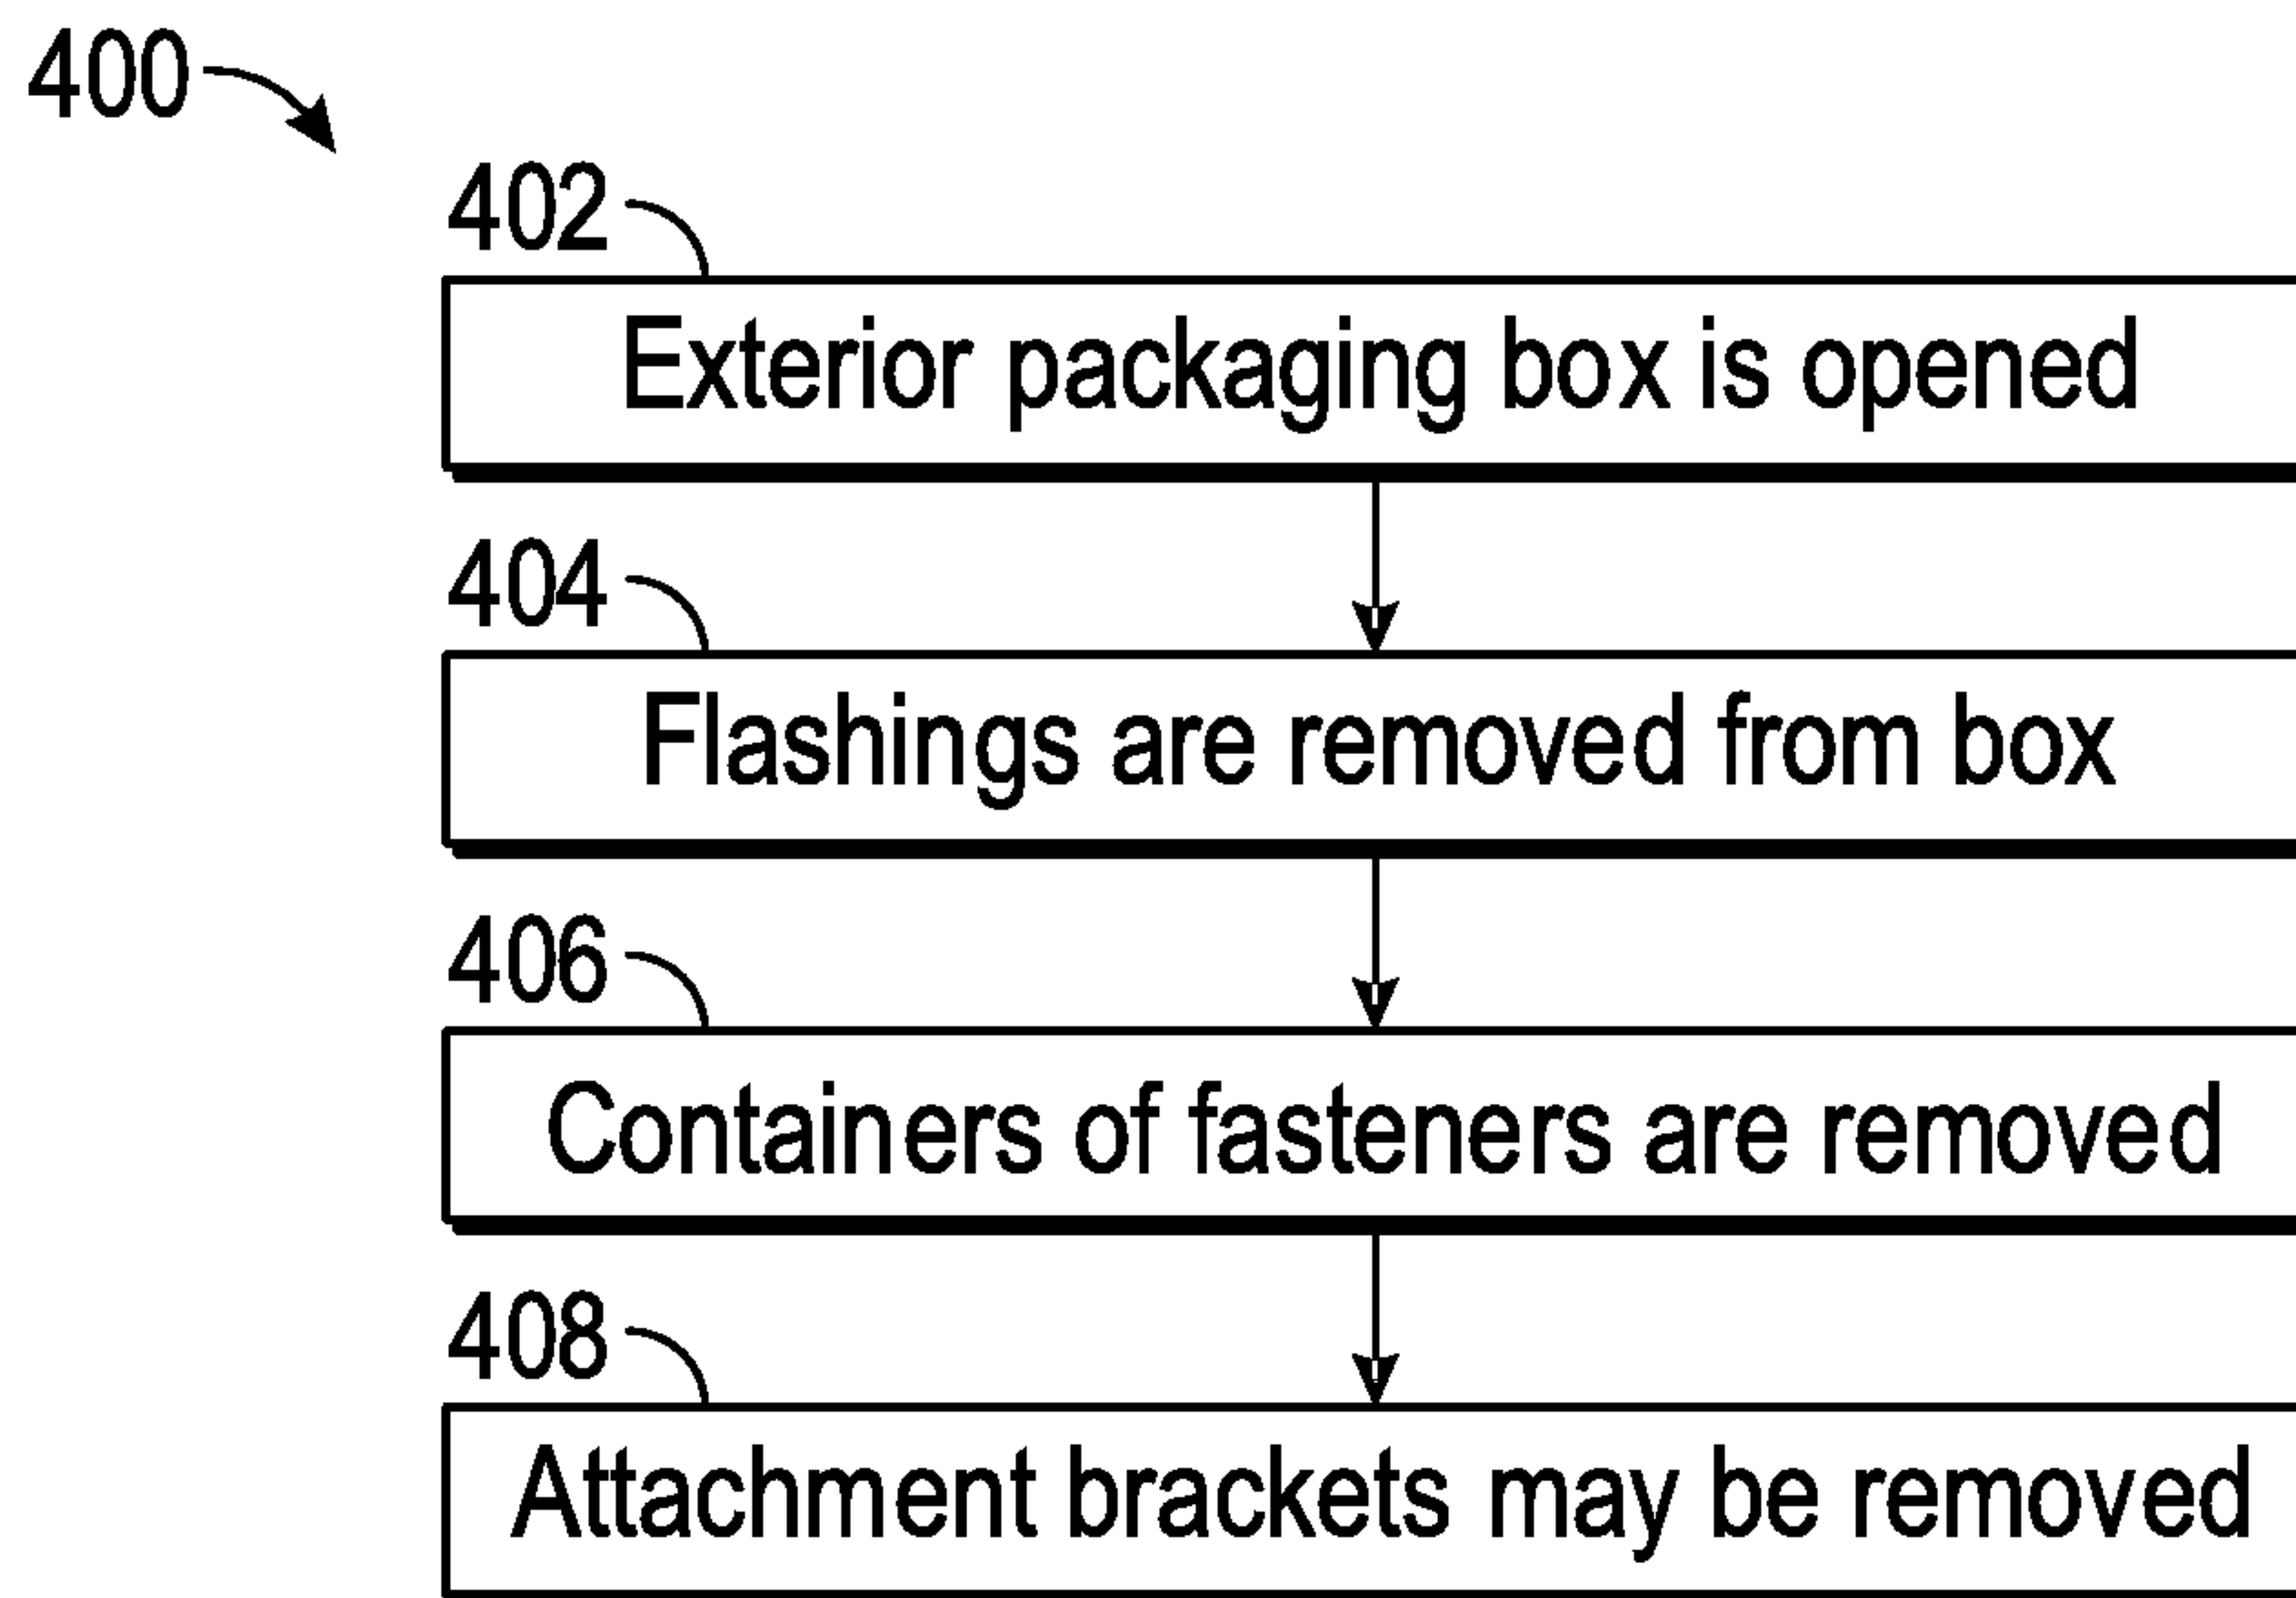 400
402
Exterior packaging box is opened
404
Flashings are removed from box
406
Containers of fasteners are removed
408
Attachment brackets may be removed